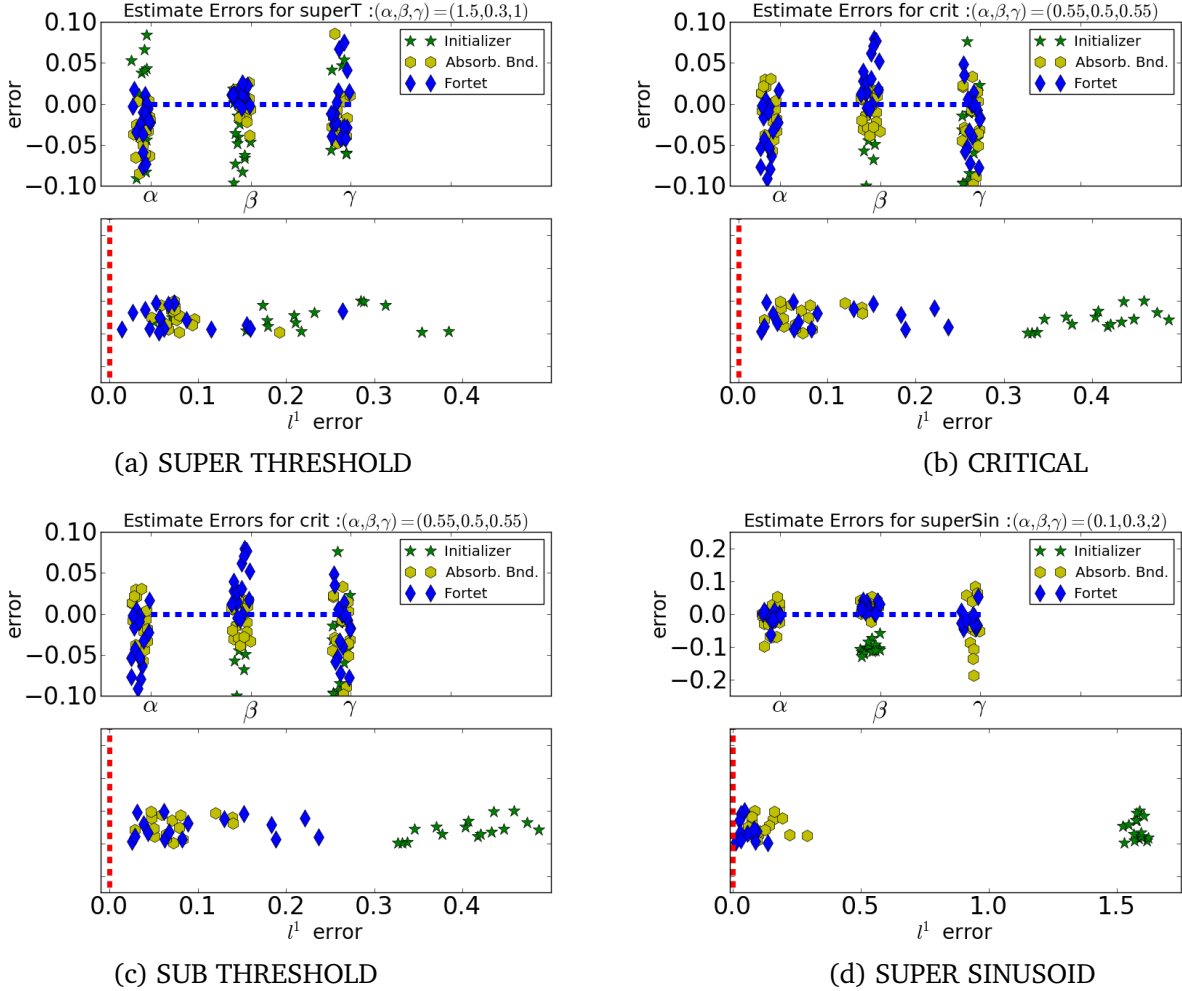 Estimate Errors for superT :(α,β,γ)=(1.5,0.3,1)
0.10
0.05
0.00
−0.05
−0.10
error
Initializer
Absorb. Bnd.
Fortet
α β γ
0.0 0.1 0.2 0.3 0.4
l¹ error
(a) SUPER THRESHOLD
Estimate Errors for crit :(α,β,γ)=(0.55,0.5,0.55)
0.10
0.05
0.00
−0.05
−0.10
error
Initializer
Absorb. Bnd.
Fortet
α β γ
0.0 0.1 0.2 0.3 0.4
l¹ error
(b) CRITICAL
Estimate Errors for crit :(α,β,γ)=(0.55,0.5,0.55)
0.10
0.05
0.00
−0.05
−0.10
error
Initializer
Absorb. Bnd.
Fortet
α β γ
0.0 0.1 0.2 0.3 0.4
l¹ error
(c) SUB THRESHOLD
Estimate Errors for superSin :(α,β,γ)=(0.1,0.3,2)
0.2
0.1
0.0
−0.1
−0.2
error
Initializer
Absorb. Bnd.
Fortet
α β γ
0.0 0.5 1.0 1.5
l¹ error
(d) SUPER SINUSOID